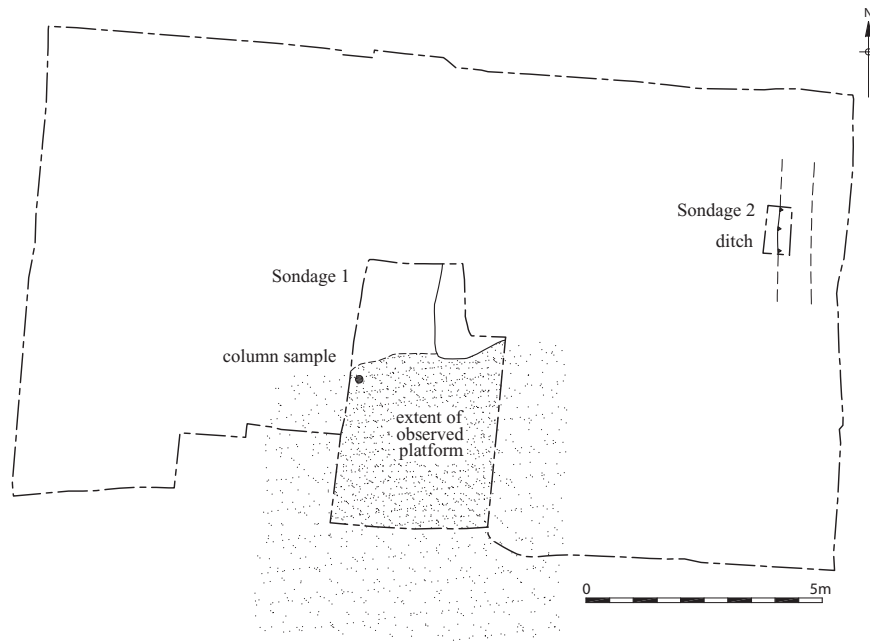 N
Sondage 2
ditch
Sondage 1
column sample
extent of
observed
platform
0
5m